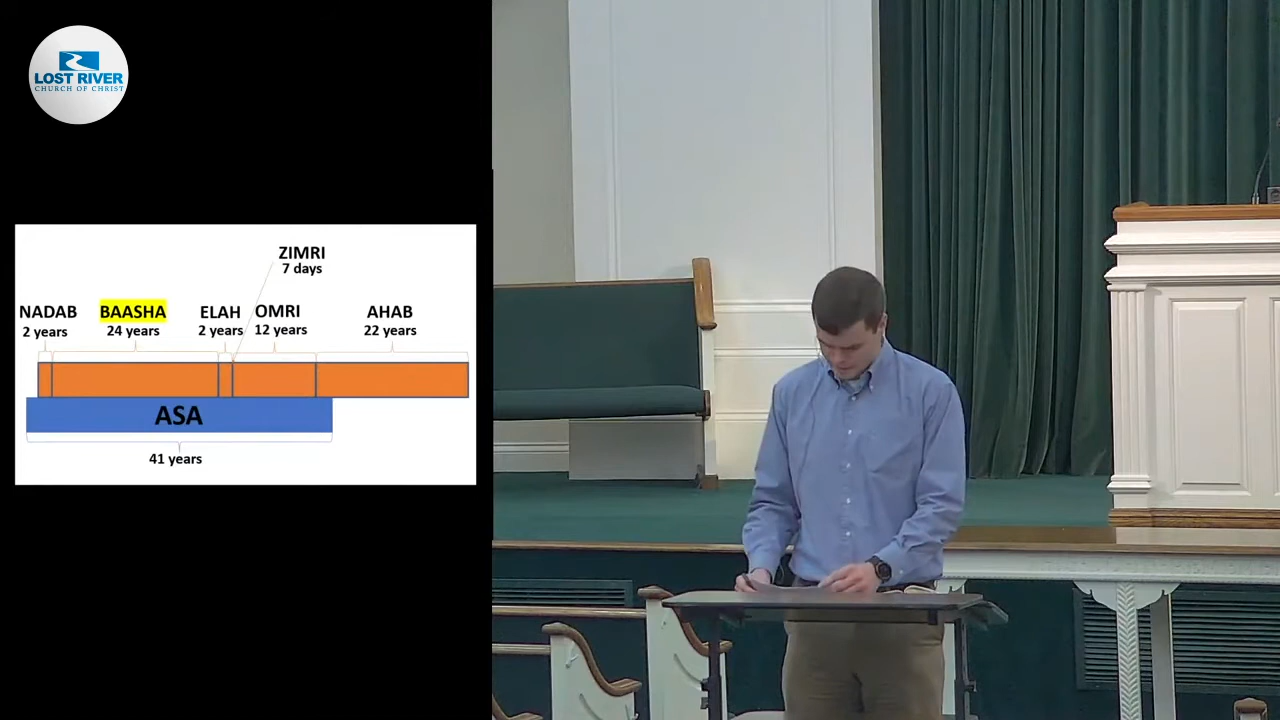 LOST RIVER
CHURCH OF CHRIST
ZIMRI
7 days
NADAB
2 years
BAASHA
24 years
ELAH
2 years
OMRI
12 years
AHAB
22 years
ASA
41 years